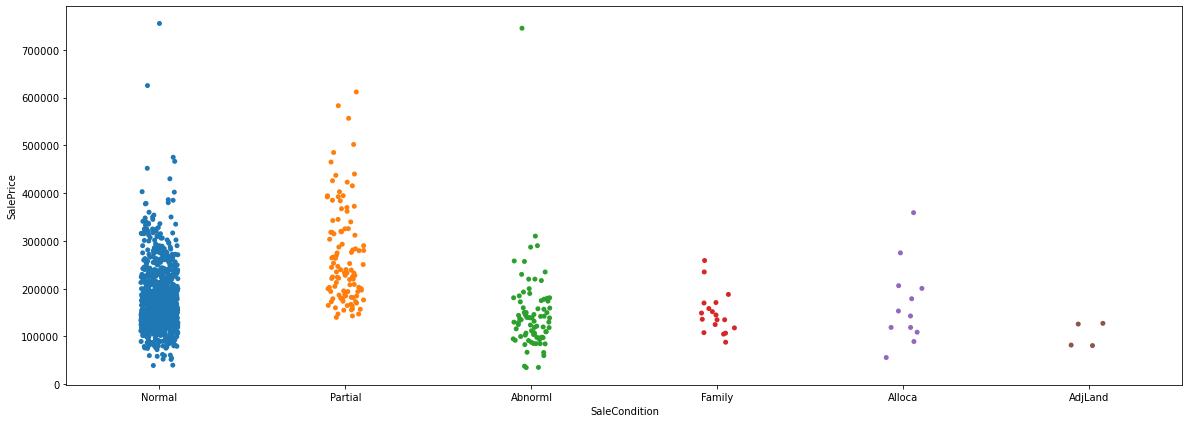 700000
600000
500000
400000
300000
200000
100000
0
SalePrice
Normal
Partial
Abnorml
Family
Alloca
AdjLand
SaleCondition